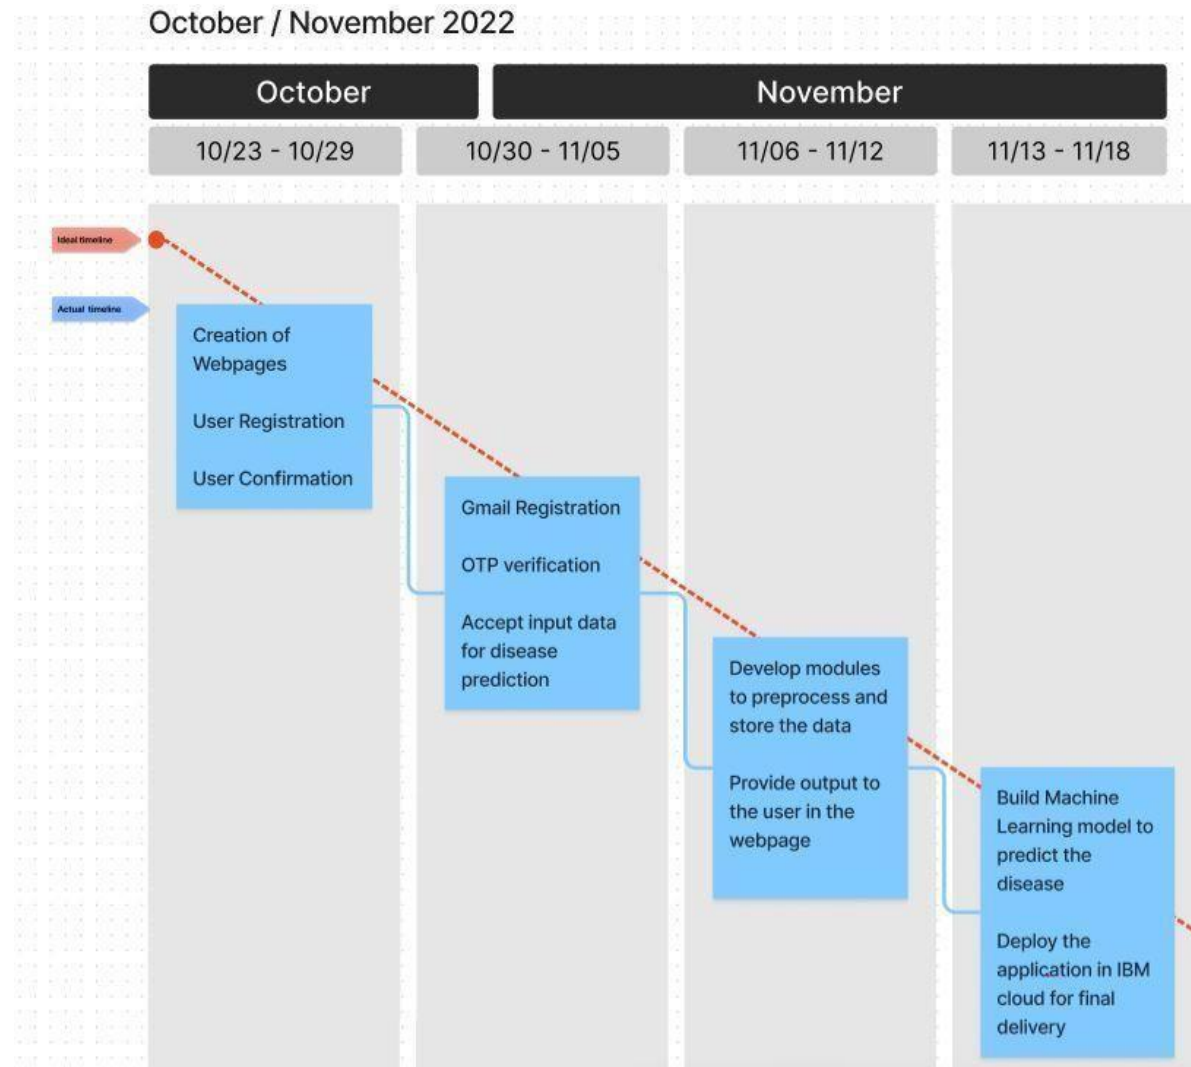 October / November 2022
October
November
10/23 - 10/29
10/30 - 11/05
11/06 - 11/12
11/13 - 11/18
Ideal timeline
Actual timeline
Creation of
Webpages
User Registration
User Confirmation
Gmail Registration
OTP verification
Accept input data
for disease
prediction
Develop modules
to preprocess and
store the data
Provide output to
the user in the
webpage
Build Machine
Learning model to
predict the
disease
Deploy the
application in IBM
cloud for final
delivery